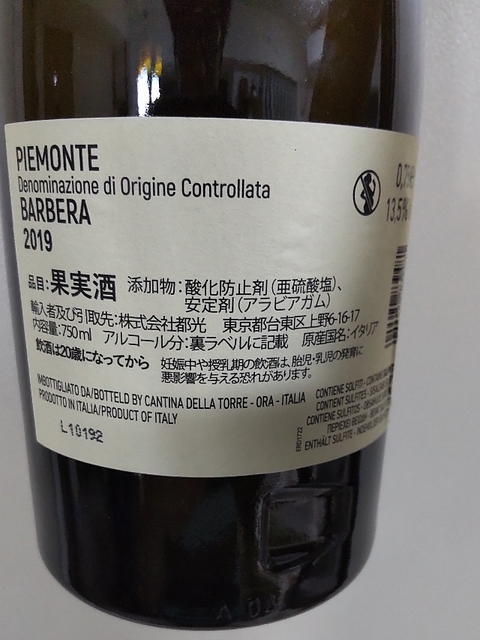 PIEMONTE
Denominazione di Origine Controllata
BARBERA
2019
13,5%
品目:果実酒 添加物:酸化防止剤(亜硫酸塩)、
安定剤(アラビアガム)
輸入者及び引取先:株式会社都光 東京都台東区上野6-16-17
内容量:750ml アルコール分:裏ラベルに記載 原産国名:イタリア
飲酒は20歳になってから 妊娠中や授乳期の飲酒は、胎児・乳児の発育に
悪影響を与える恐れがあります。
IMBOTTIGLIATO DA/BOTTELD BY CANTINA DELLA TORRE - ORA - ITALIA
PRODOTTO IN ITALIA/PRODUCT OF ITALY
CONTIENE SOLFITI -
CONTIENT SULFITES -
CONTIENE SULFITOS -
ΠΕΡΙΕΧΕΙ
ENTHÄLT SULFITE -
L10192
ERD1722